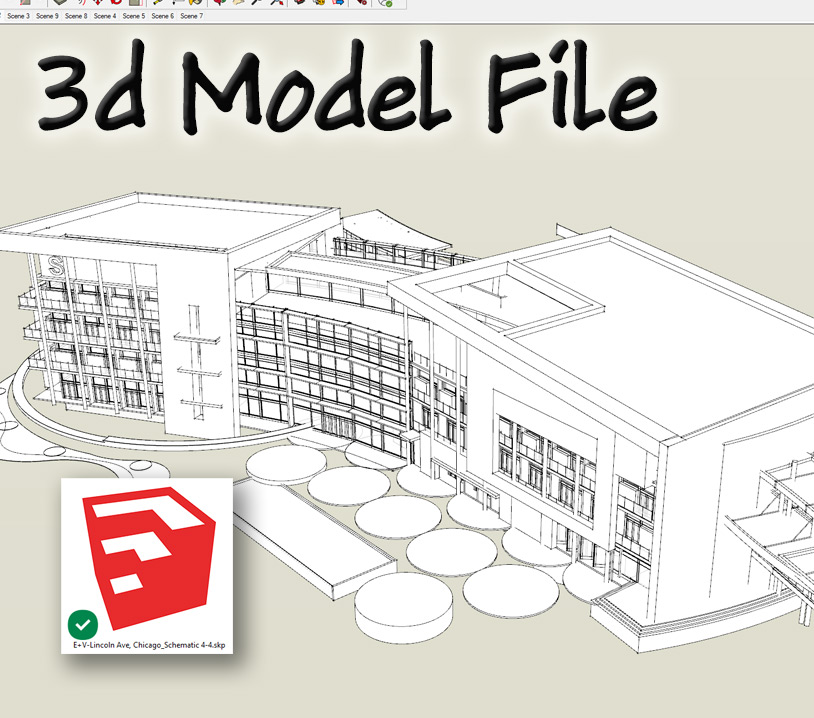 Scene 3 Scene 9 Scene 8 Scene 4 Scene 5 Scene 6 Scene 7
3d Model File
S
E+V-Lincoln Ave, Chicago_Schematic 4-4.skp